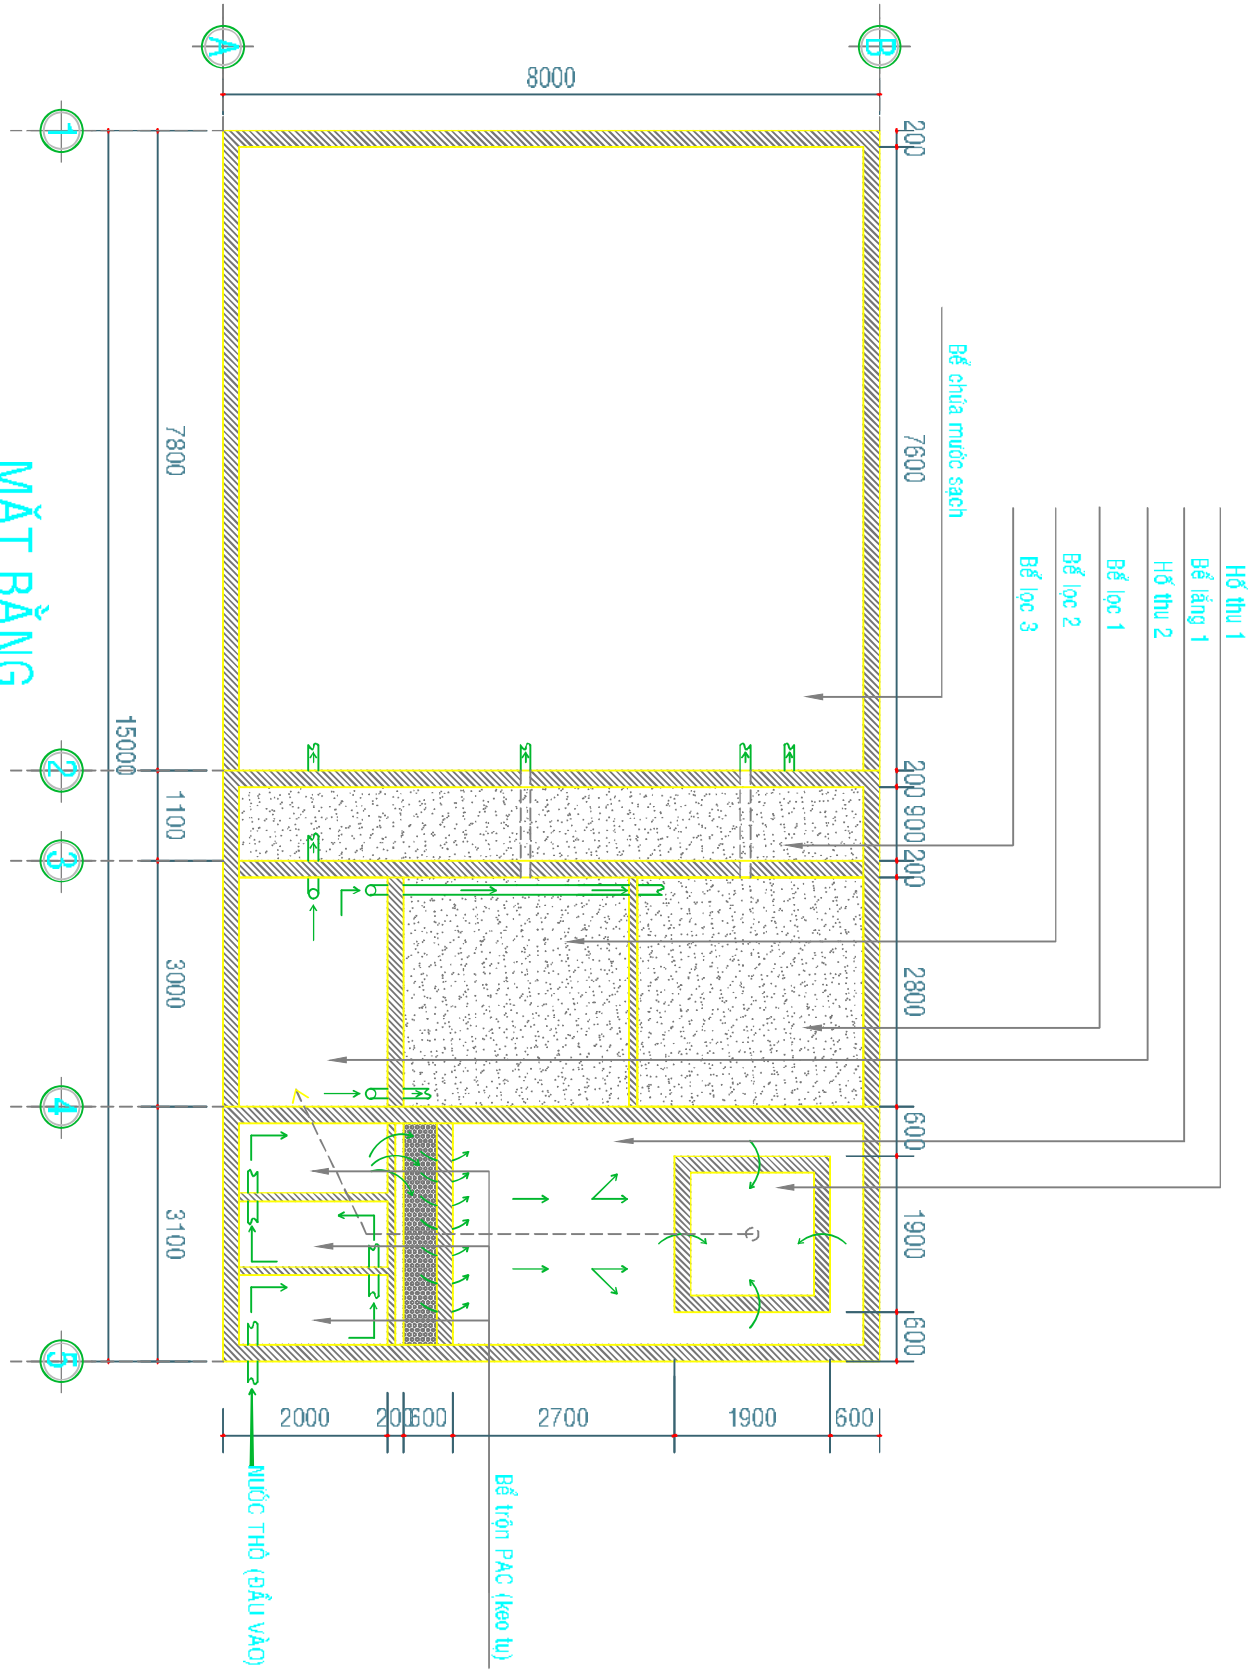 A
B
8000
1
2
3
4
5
200
7600
200
900
200
2800
600
1900
600
7800
1100
3000
3100
15000
Bể chứa mước sạch
Hố thu 1
Bể lắng 1
Hố thu 2
Bể lọc 1
Bể lọc 2
Bể lọc 3
MẶT BẰNG
2000
200
600
2700
1900
600
Bể trộn PAC (keo tụ)
NƯỚC THÔ (ĐẦU VÀO)